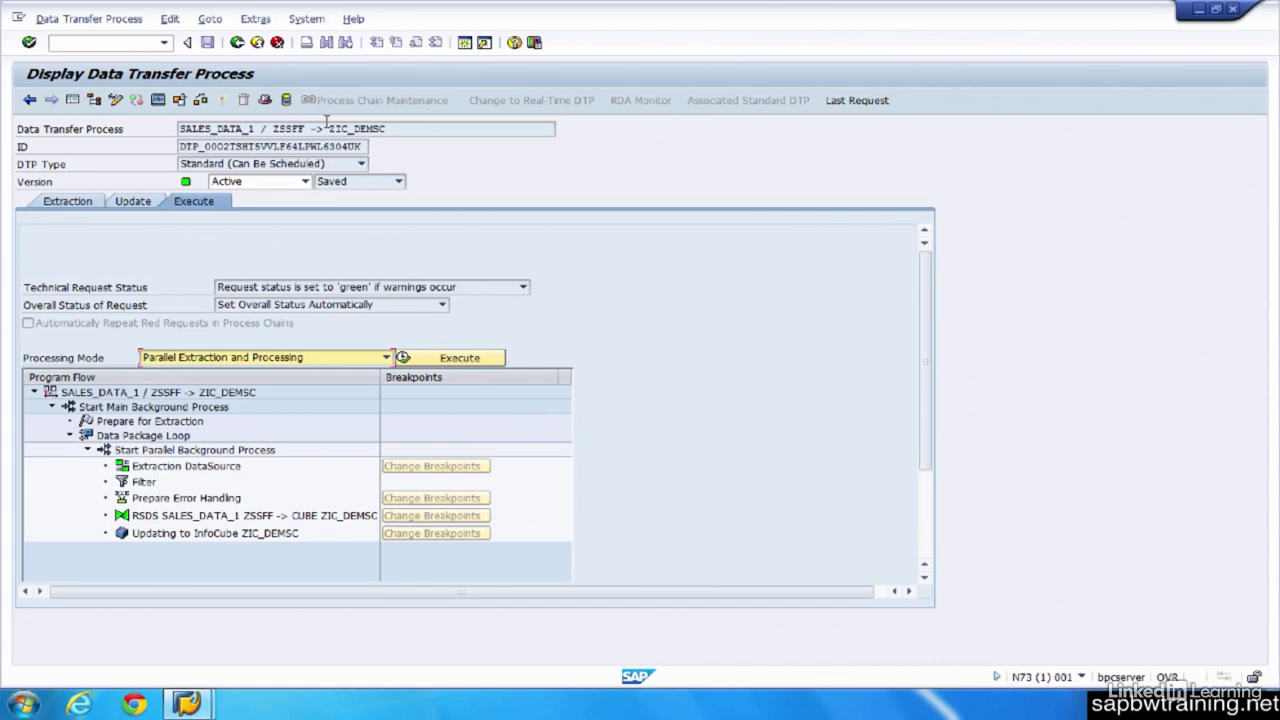 Data Transfer Process Edit Goto Extras System Help
Display Data Transfer Process
Process Chain Maintenance Change to Real-Time DTP RDA Monitor Associated Standard DTP Last Request
Data Transfer Process SALES_DATA_1 / ZSSFF -> ZIC_DEMSC
ID DTP_0002TSHT5VVLF64LPWL6304UK
DTP Type Standard (Can Be Scheduled)
Version Active Saved
Extraction Update Execute
Technical Request Status Request status is set to 'green' if warnings occur
Overall Status of Request Set Overall Status Automatically
Automatically Repeat Red Requests in Process Chains
Processing Mode Parallel Extraction and Processing Execute
Program Flow Breakpoints
SALES_DATA_1 / ZSSFF -> ZIC_DEMSC
Start Main Background Process
Prepare for Extraction
Data Package Loop
Start Parallel Background Process
Extraction DataSource Change Breakpoints
Filter
Prepare Error Handling Change Breakpoints
RSDS SALES_DATA_1 ZSSFF -> CUBE ZIC_DEMSC Change Breakpoints
Updating to InfoCube ZIC_DEMSC Change Breakpoints
SAP
N73 (1) 001 bpcserver OVR
LinkedIn Learning
sapbwtraining.net